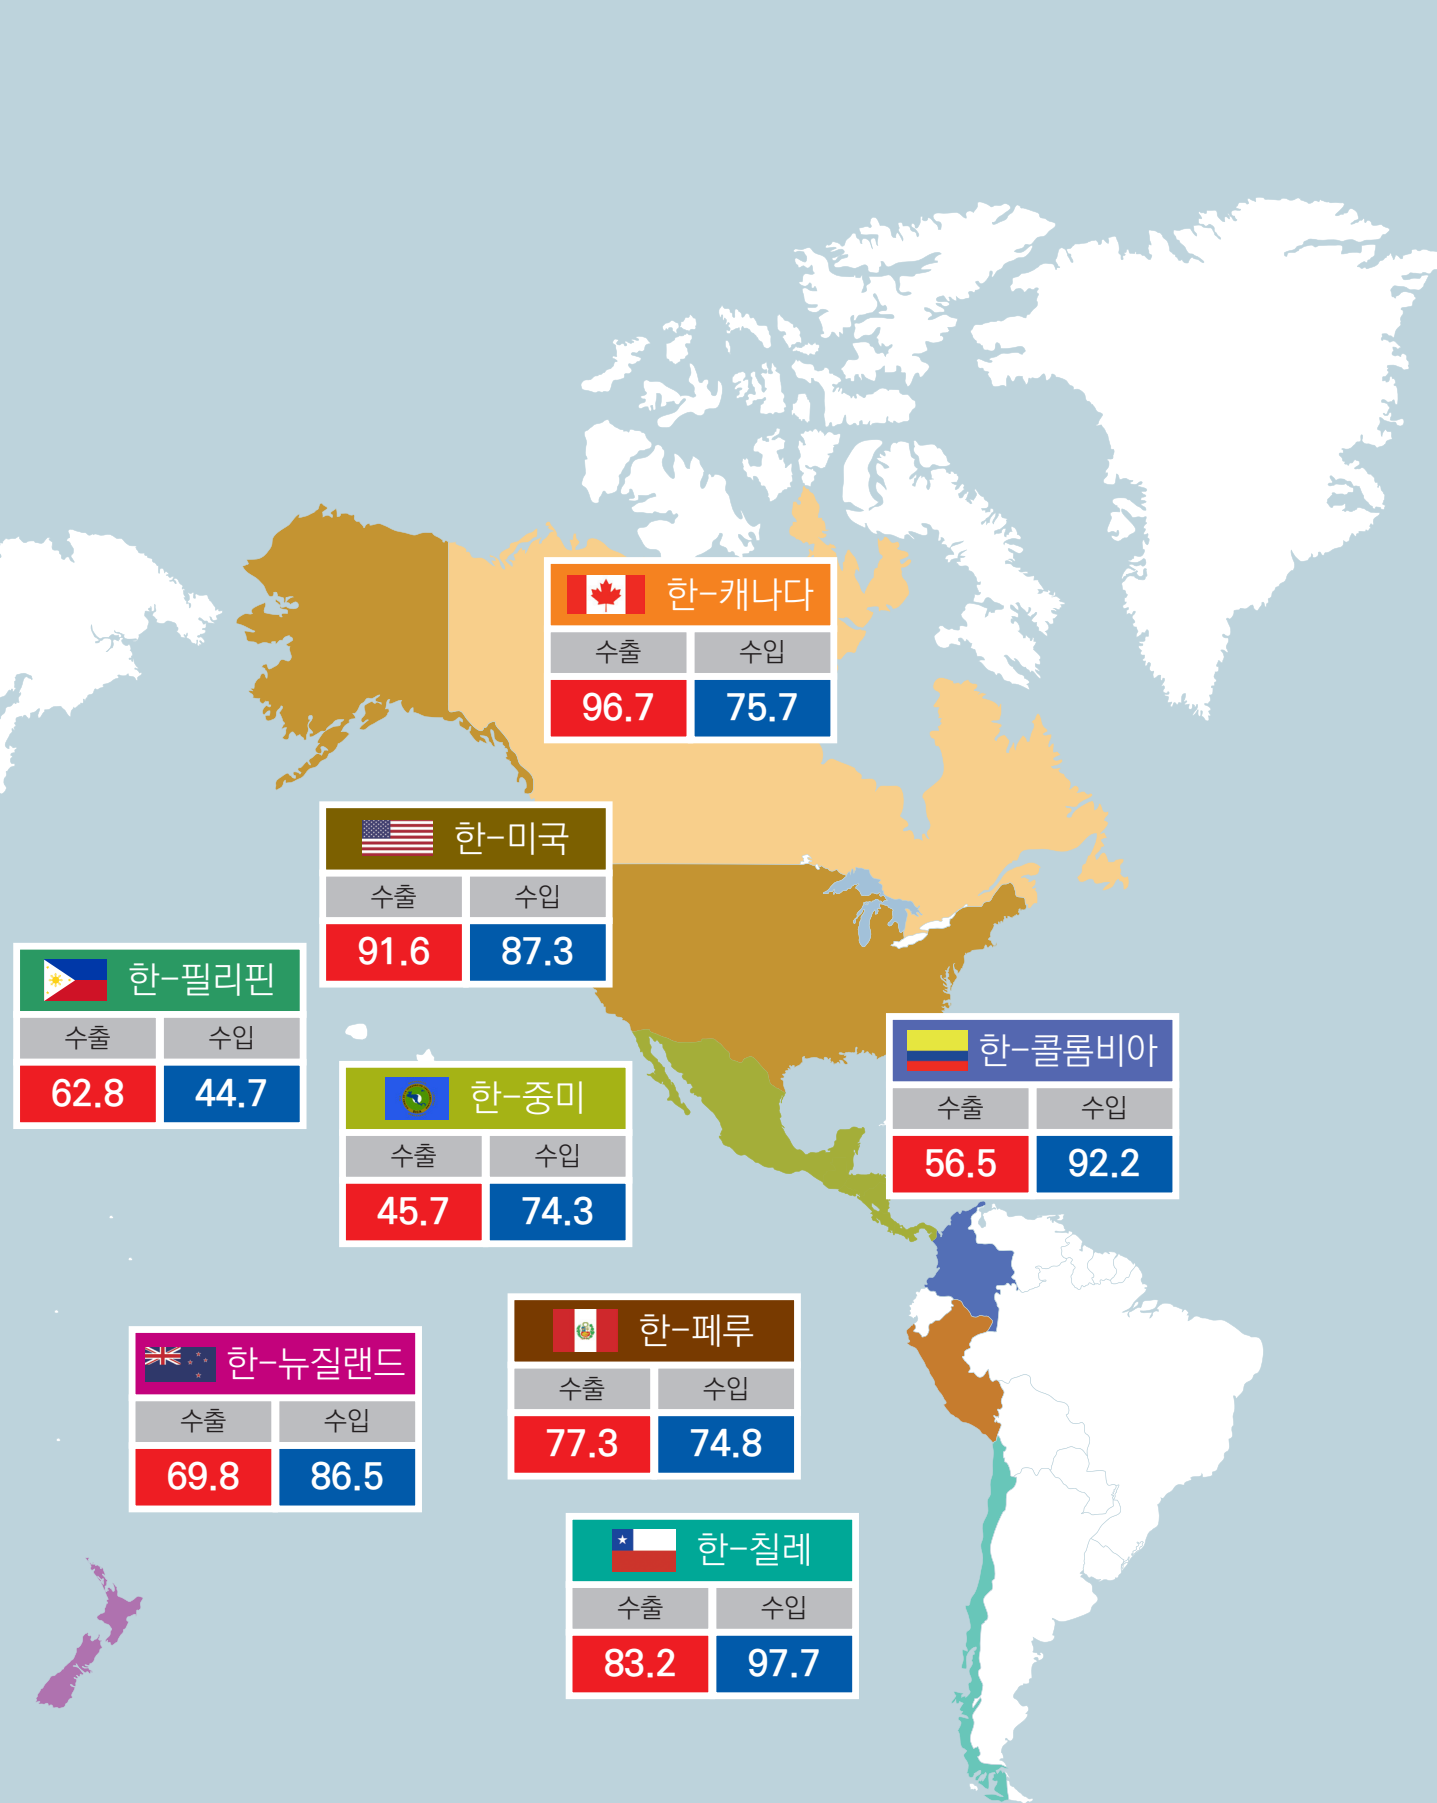 한-캐나다
수출 수입
96.7 75.7
한-미국
수출 수입
91.6 87.3
한-필리핀
수출 수입
62.8 44.7
한-콜롬비아
수출 수입
56.5 92.2
한-중미
수출 수입
45.7 74.3
한-페루
수출 수입
77.3 74.8
한-뉴질랜드
수출 수입
69.8 86.5
한-칠레
수출 수입
83.2 97.7